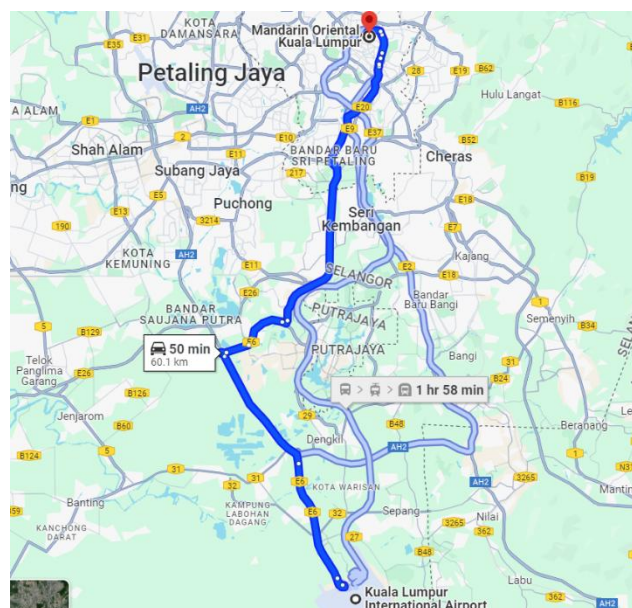 KOTA
DAMANSARA
Mandarin Oriental
Kuala Lumpur
E35
E31
Petaling Jaya
28
E19
B62
Hulu Langat
AH2
A ALAM
E1
2
E20
E9
E37
B116
E10
B52
Shah Alam
E11
BANDAR BARU
SRI PETALING
Cheras
Subang Jaya
217
B19
E5
Puchong
E13
3214
E18
190
Seri
Kembangan
E7
KOTA
KEMUNING
AH2
E11
SELANGOR
E2
E18
Kajang
1
E26
Bandar
Baru Bangi
BANDAR
SAUJANA PUTRA
PUTRAJAYA
Semenyih
5
B129
B34
50 min
60.1 km
E6
PUTRAJAYA
Telok
Panglima
Garang
E26
Bangi
1
B126
1 hr 58 min
B24
Jenjarom
29
B48
B60
Beranang
5
Dengkil
B124
31
AH2
3265
32
31
E6
KOTA WARISAN
Banting
KAMPUNG
LABOHAN
DAGANG
E6
32
Sepang
3265
Nilai
KANCHONG
DARAT
27
B48
1
Labu
Kuala Lumpur
International Airport
362
AH2